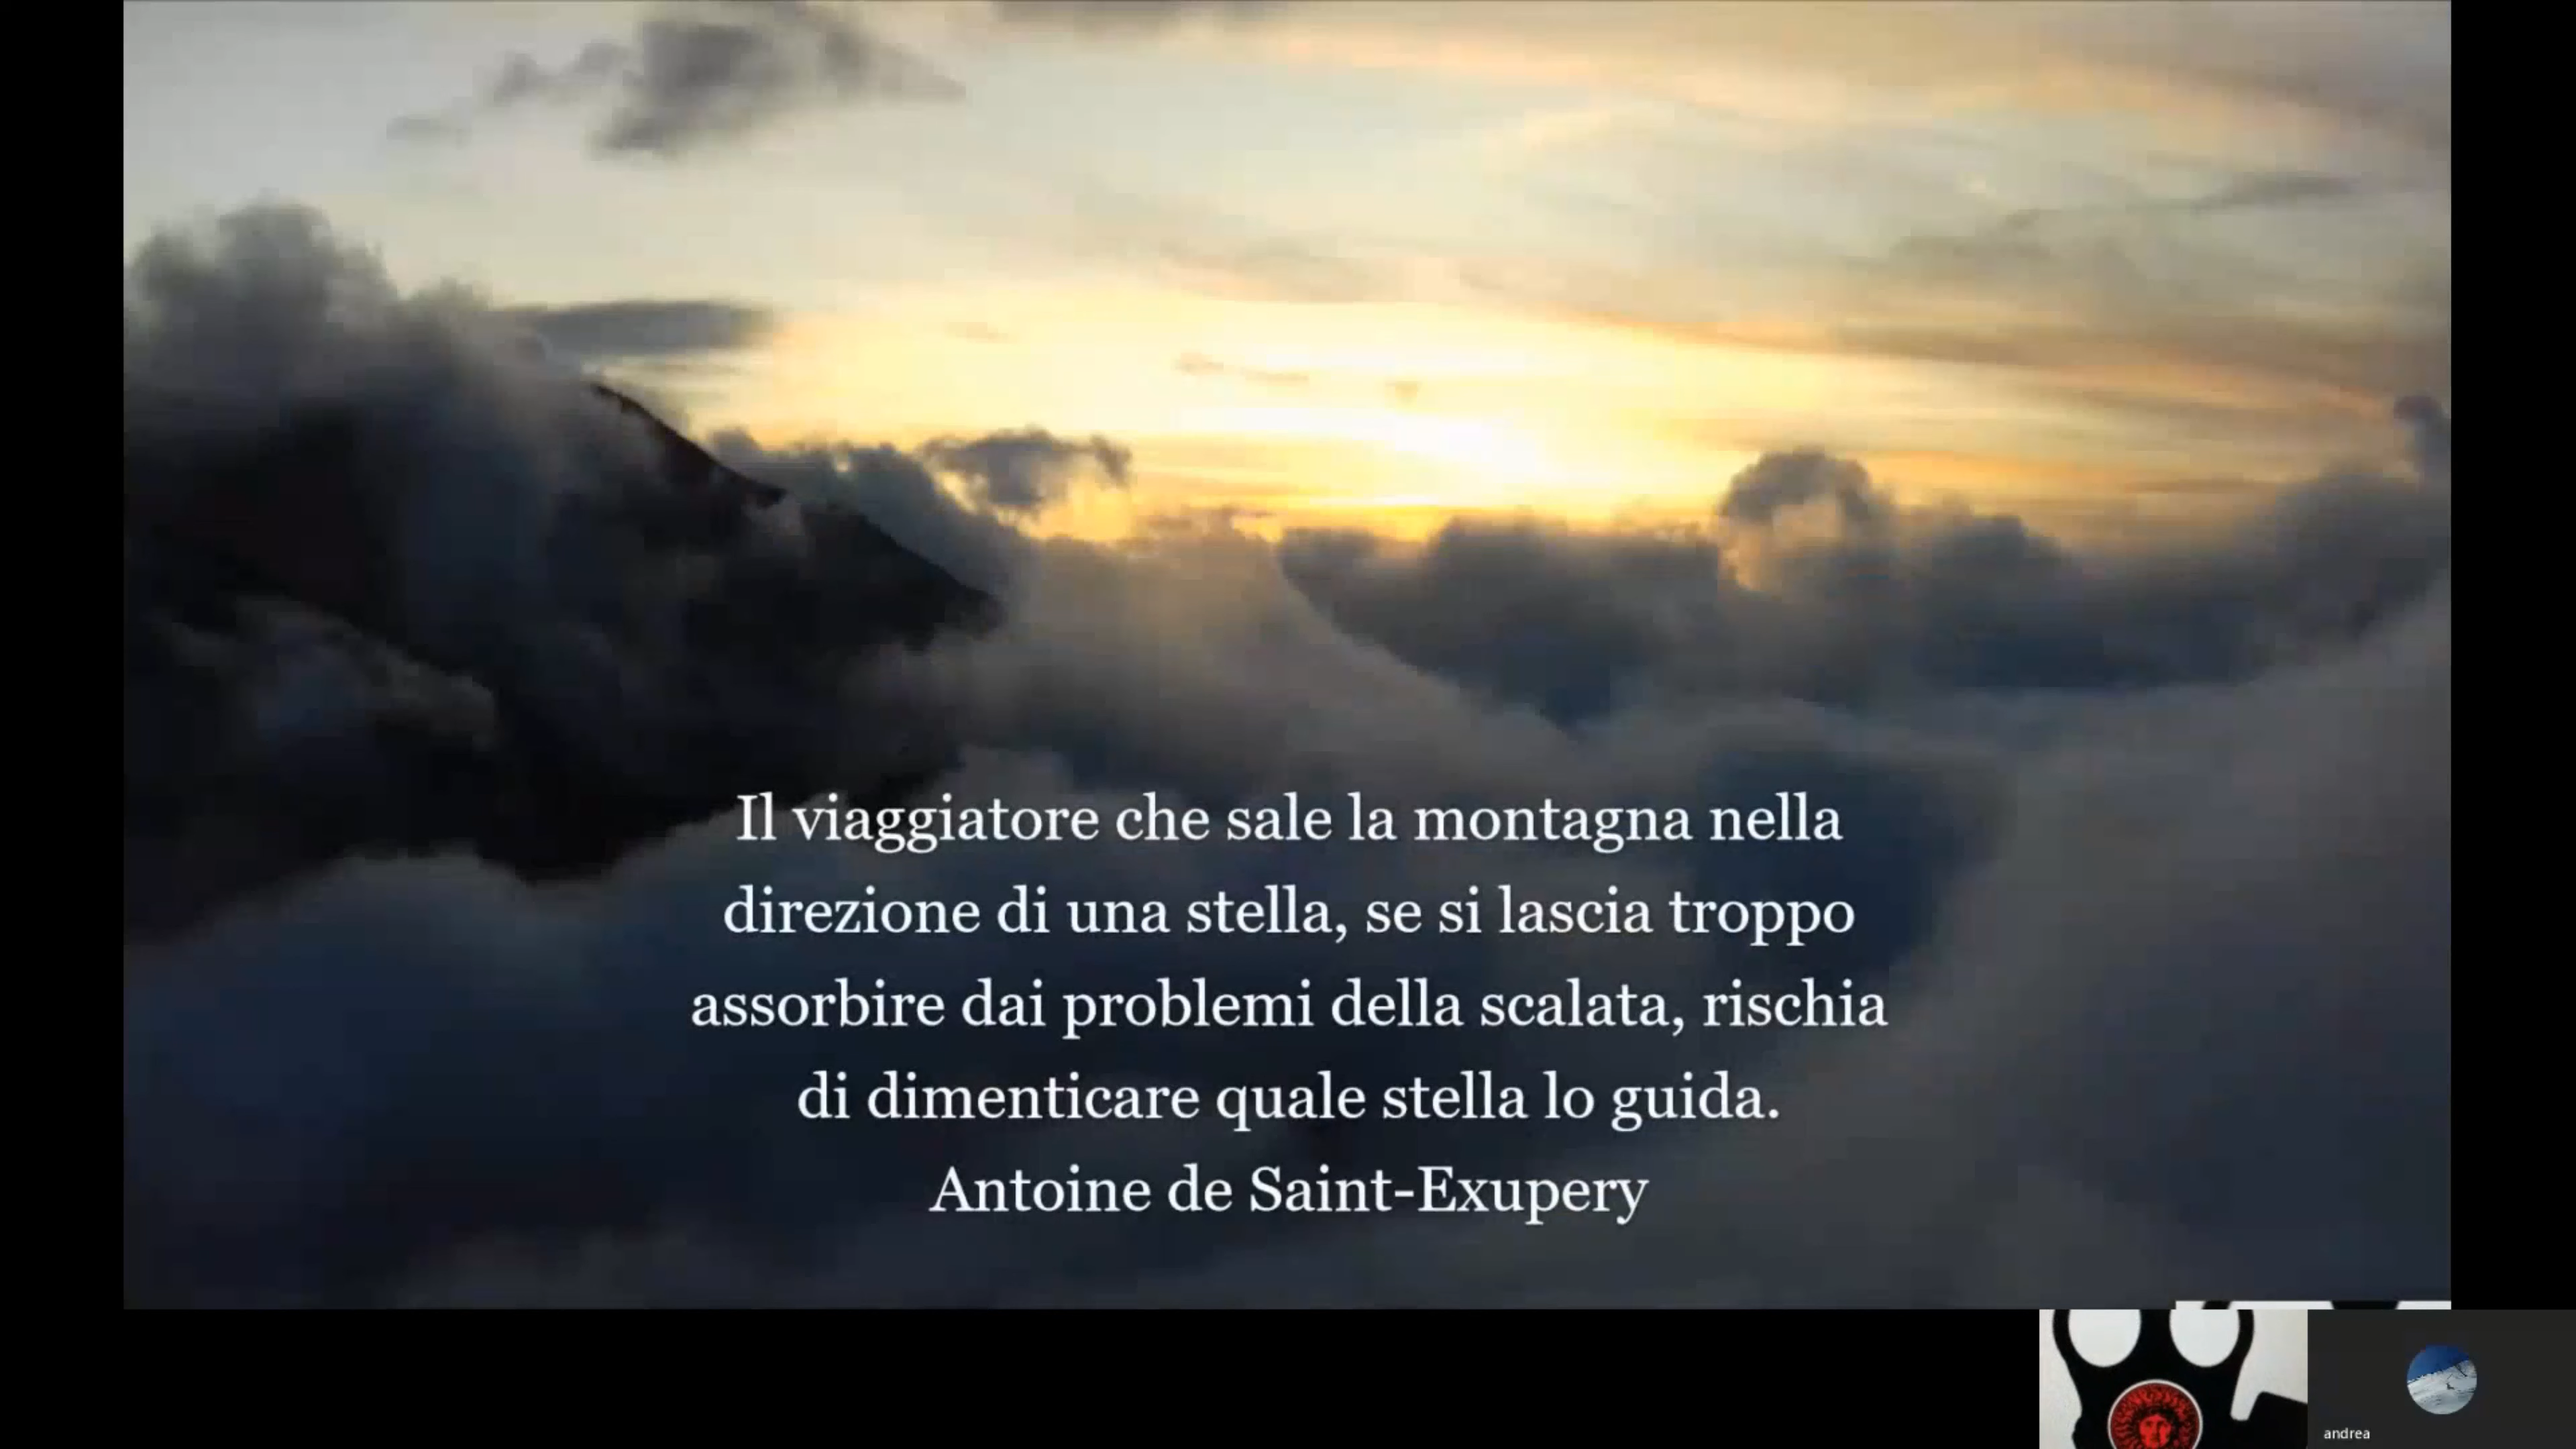 Il viaggiatore che sale la montagna nella
direzione di una stella, se si lascia troppo
assorbire dai problemi della scalata, rischia
di dimenticare quale stella lo guida.
Antoine de Saint-Exupery
andrea